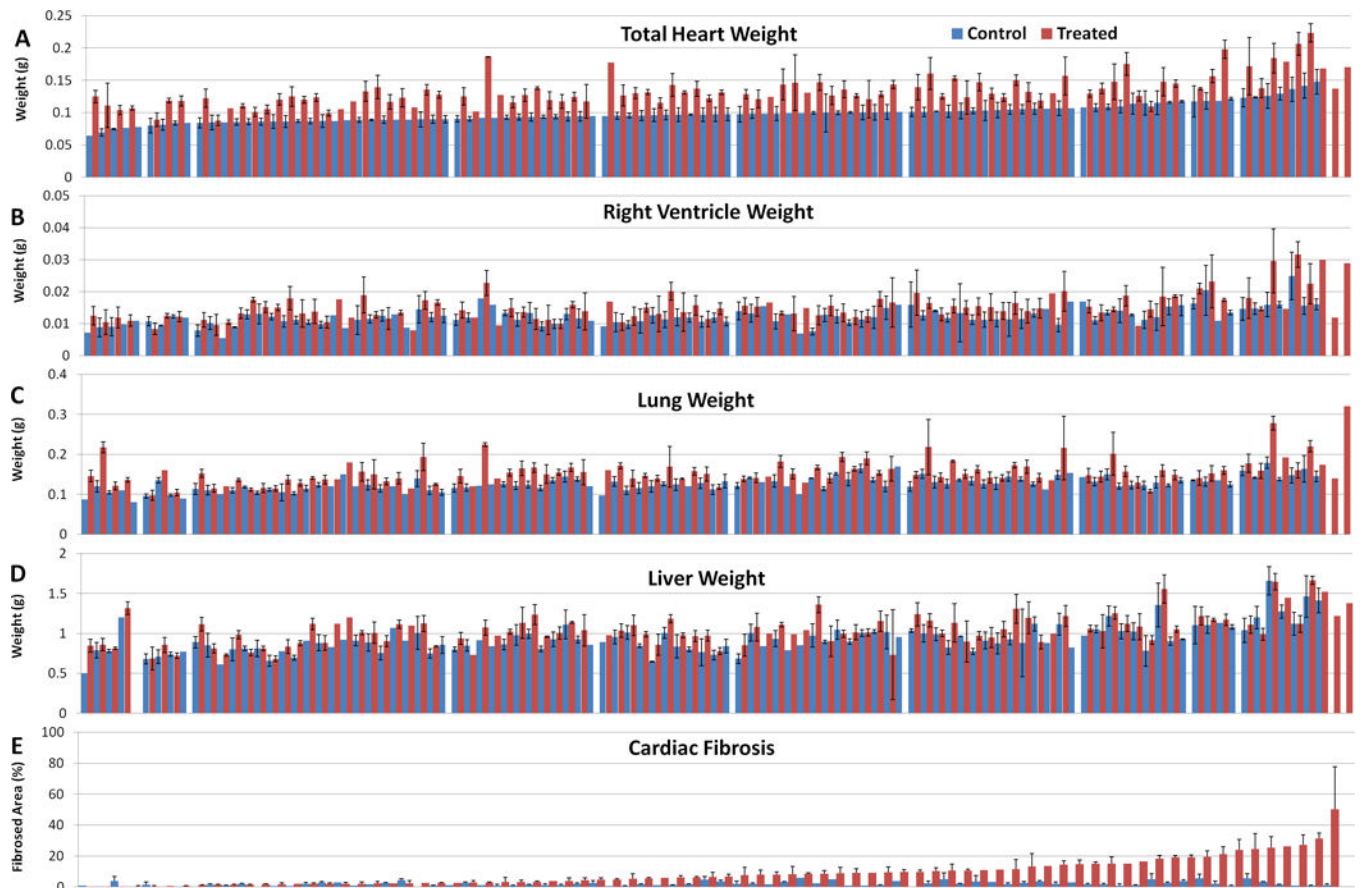 A
Total Heart Weight
Control Treated
Weight (g)
0.25
0.2
0.15
0.1
0.05
0
B
Right Ventricle Weight
Weight (g)
0.05
0.04
0.03
0.02
0.01
0
C
Lung Weight
Weight (g)
0.4
0.3
0.2
0.1
0
D
Liver Weight
Weight (g)
2
1.5
1
0.5
0
E
Cardiac Fibrosis
Fibrosed Area (%)
100
80
60
40
20
0